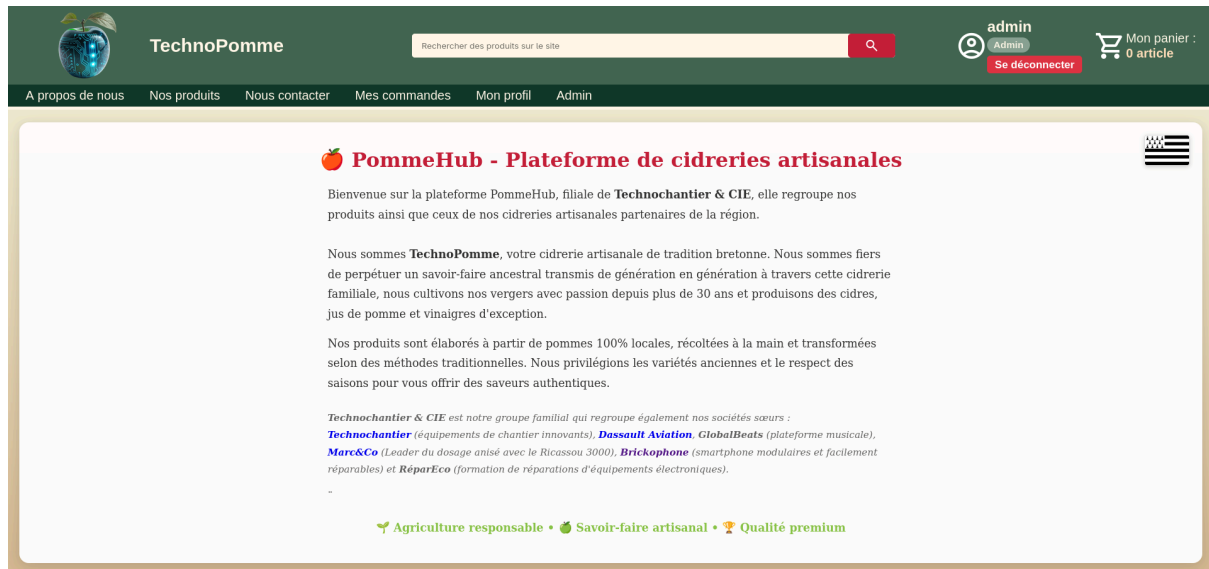 TechnoPomme
Rechercher des produits sur le site
admin
Admin
Se déconnecter
Mon panier :
0 article
A propos de nous
Nos produits
Nous contacter
Mes commandes
Mon profil
Admin
🍎 PommeHub - Plateforme de cidreries artisanales
Bienvenue sur la plateforme PommeHub, filiale de Technochantier & CIE, elle regroupe nos
produits ainsi que ceux de nos cidreries artisanales partenaires de la région.
Nous sommes TechnoPomme, votre cidrerie artisanale de tradition bretonne. Nous sommes fiers
de perpétuer un savoir-faire ancestral transmis de génération en génération à travers cette cidrerie
familiale, nous cultivons nos vergers avec passion depuis plus de 30 ans et produisons des cidres,
jus de pomme et vinaigres d'exception.
Nos produits sont élaborés à partir de pommes 100% locales, récoltées à la main et transformées
selon des méthodes traditionnelles. Nous privilégions les variétés anciennes et le respect des
saisons pour vous offrir des saveurs authentiques.
Technochantier & CIE est notre groupe familial qui regroupe également nos sociétés sœurs :
Technochantier (équipements de chantier innovants), Dassault Aviation, GlobalBeats (plateforme musicale),
Marc&Co (Leader du dosage anisé avec le Ricassou 3000), Brickophone (smartphone modulaires et facilement
réparables) et RéparEco (formation de réparations d'équipements électroniques).
..
🌱 Agriculture responsable • 🍏 Savoir-faire artisanal • 🏆 Qualité premium